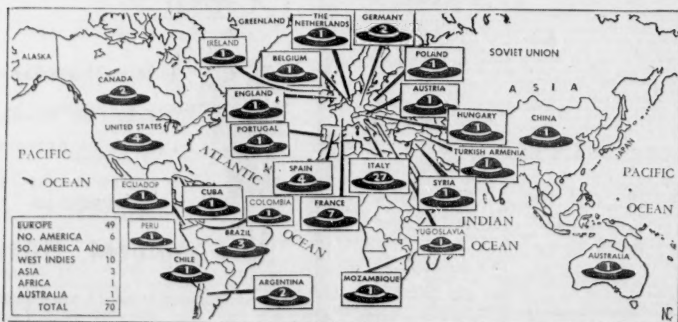 GREENLAND
THE
NETHERLANDS
1
GERMANY
2
IRELAND
1
SOVIET UNION
ALASKA
BELGIUM
1
POLAND
1
CANADA
2
ENGLAND
1
AUSTRIA
1
ASIA
HUNGARY
1
CHINA
1
UNITED STATES
4
PORTUGAL
1
TURKISH ARMENIA
1
JAPAN
PACIFIC
OCEAN
ATLANTIC
OCEAN
SPAIN
4
ITALY
27
SYRIA
1
PACIFIC
OCEAN
ECUADOR
1
CUBA
1
COLOMBIA
1
FRANCE
7
INDIAN
OCEAN
YUGOSLAVIA
1
PERU
1
BRAZIL
3
CHILE
1
ARGENTINA
2
MOZAMBIQUE
1
AUSTRALIA
1
EUROPE 49
NO. AMERICA 6
SO. AMERICA AND
WEST INDIES 10
ASIA 3
AFRICA 1
AUSTRALIA 1
TOTAL 70
NC